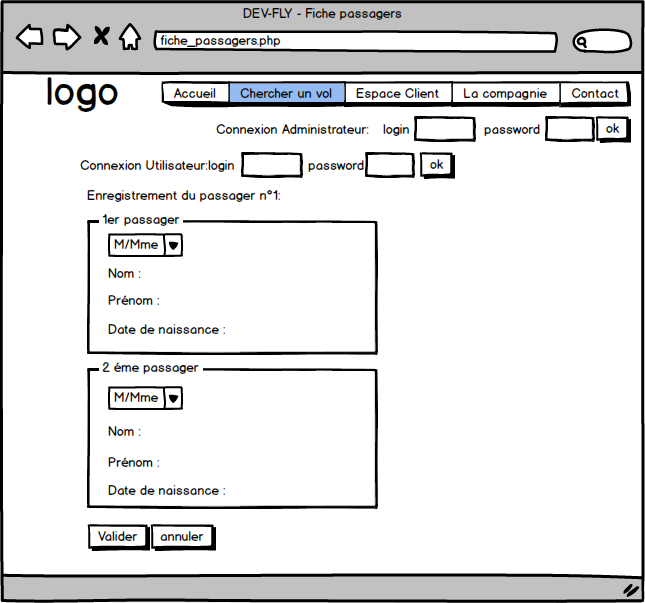 DEV-FLY - Fiche passagers
fiche_passagers.php
logo
Accueil Chercher un vol Espace Client La compagnie Contact
Connexion Administrateur: login password ok
Connexion Utilisateur:login password ok
Enregistrement du passager n°1:
1er passager
M/Mme
Nom :
Prénom :
Date de naissance :
2 éme passager
M/Mme
Nom :
Prénom :
Date de naissance :
Valider annuler